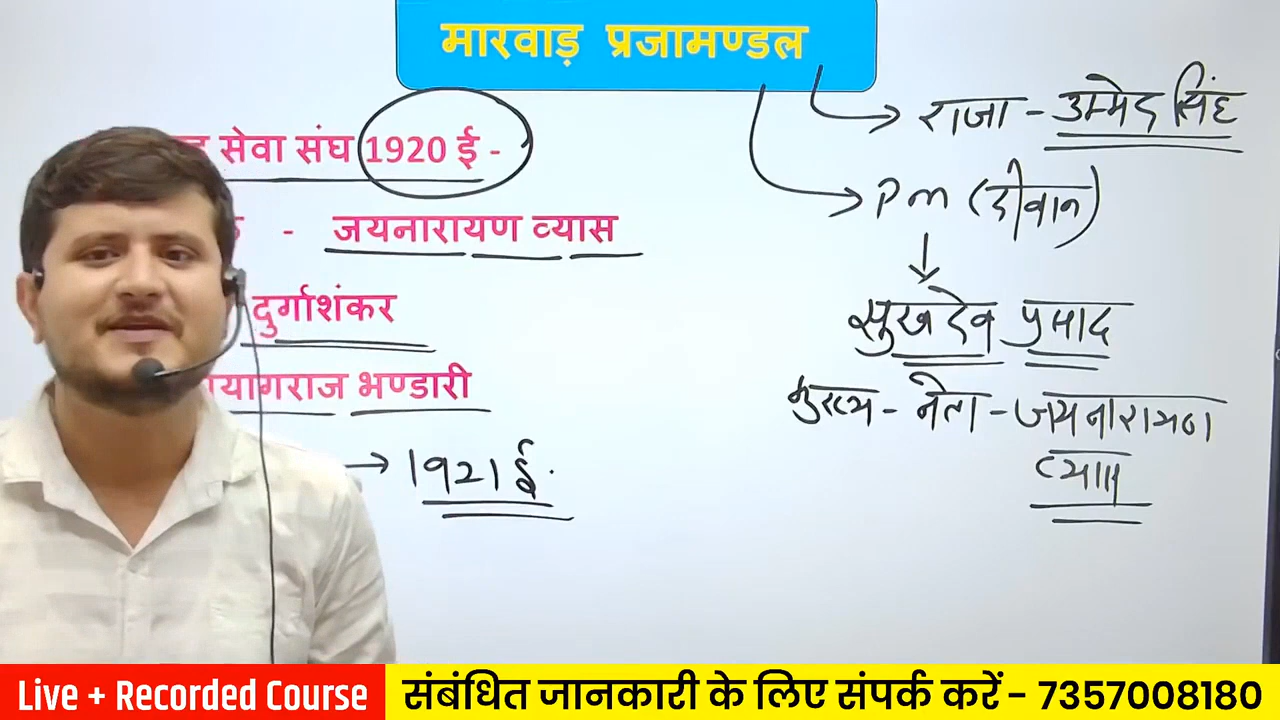 मारवाड़ प्रजामण्डल
सेवा संघ 1920 ई -
राजा - उम्मेद सिंह
Pm (दीवान)
- जयनारायण व्यास
दुर्गाशंकर
सुखदेव प्रसाद
भण्डारी
मुख्य - नेता - जयनारायण
व्यास
1921 ई.
Live + Recorded Course
संबंधित जानकारी के लिए संपर्क करें - 7357008180